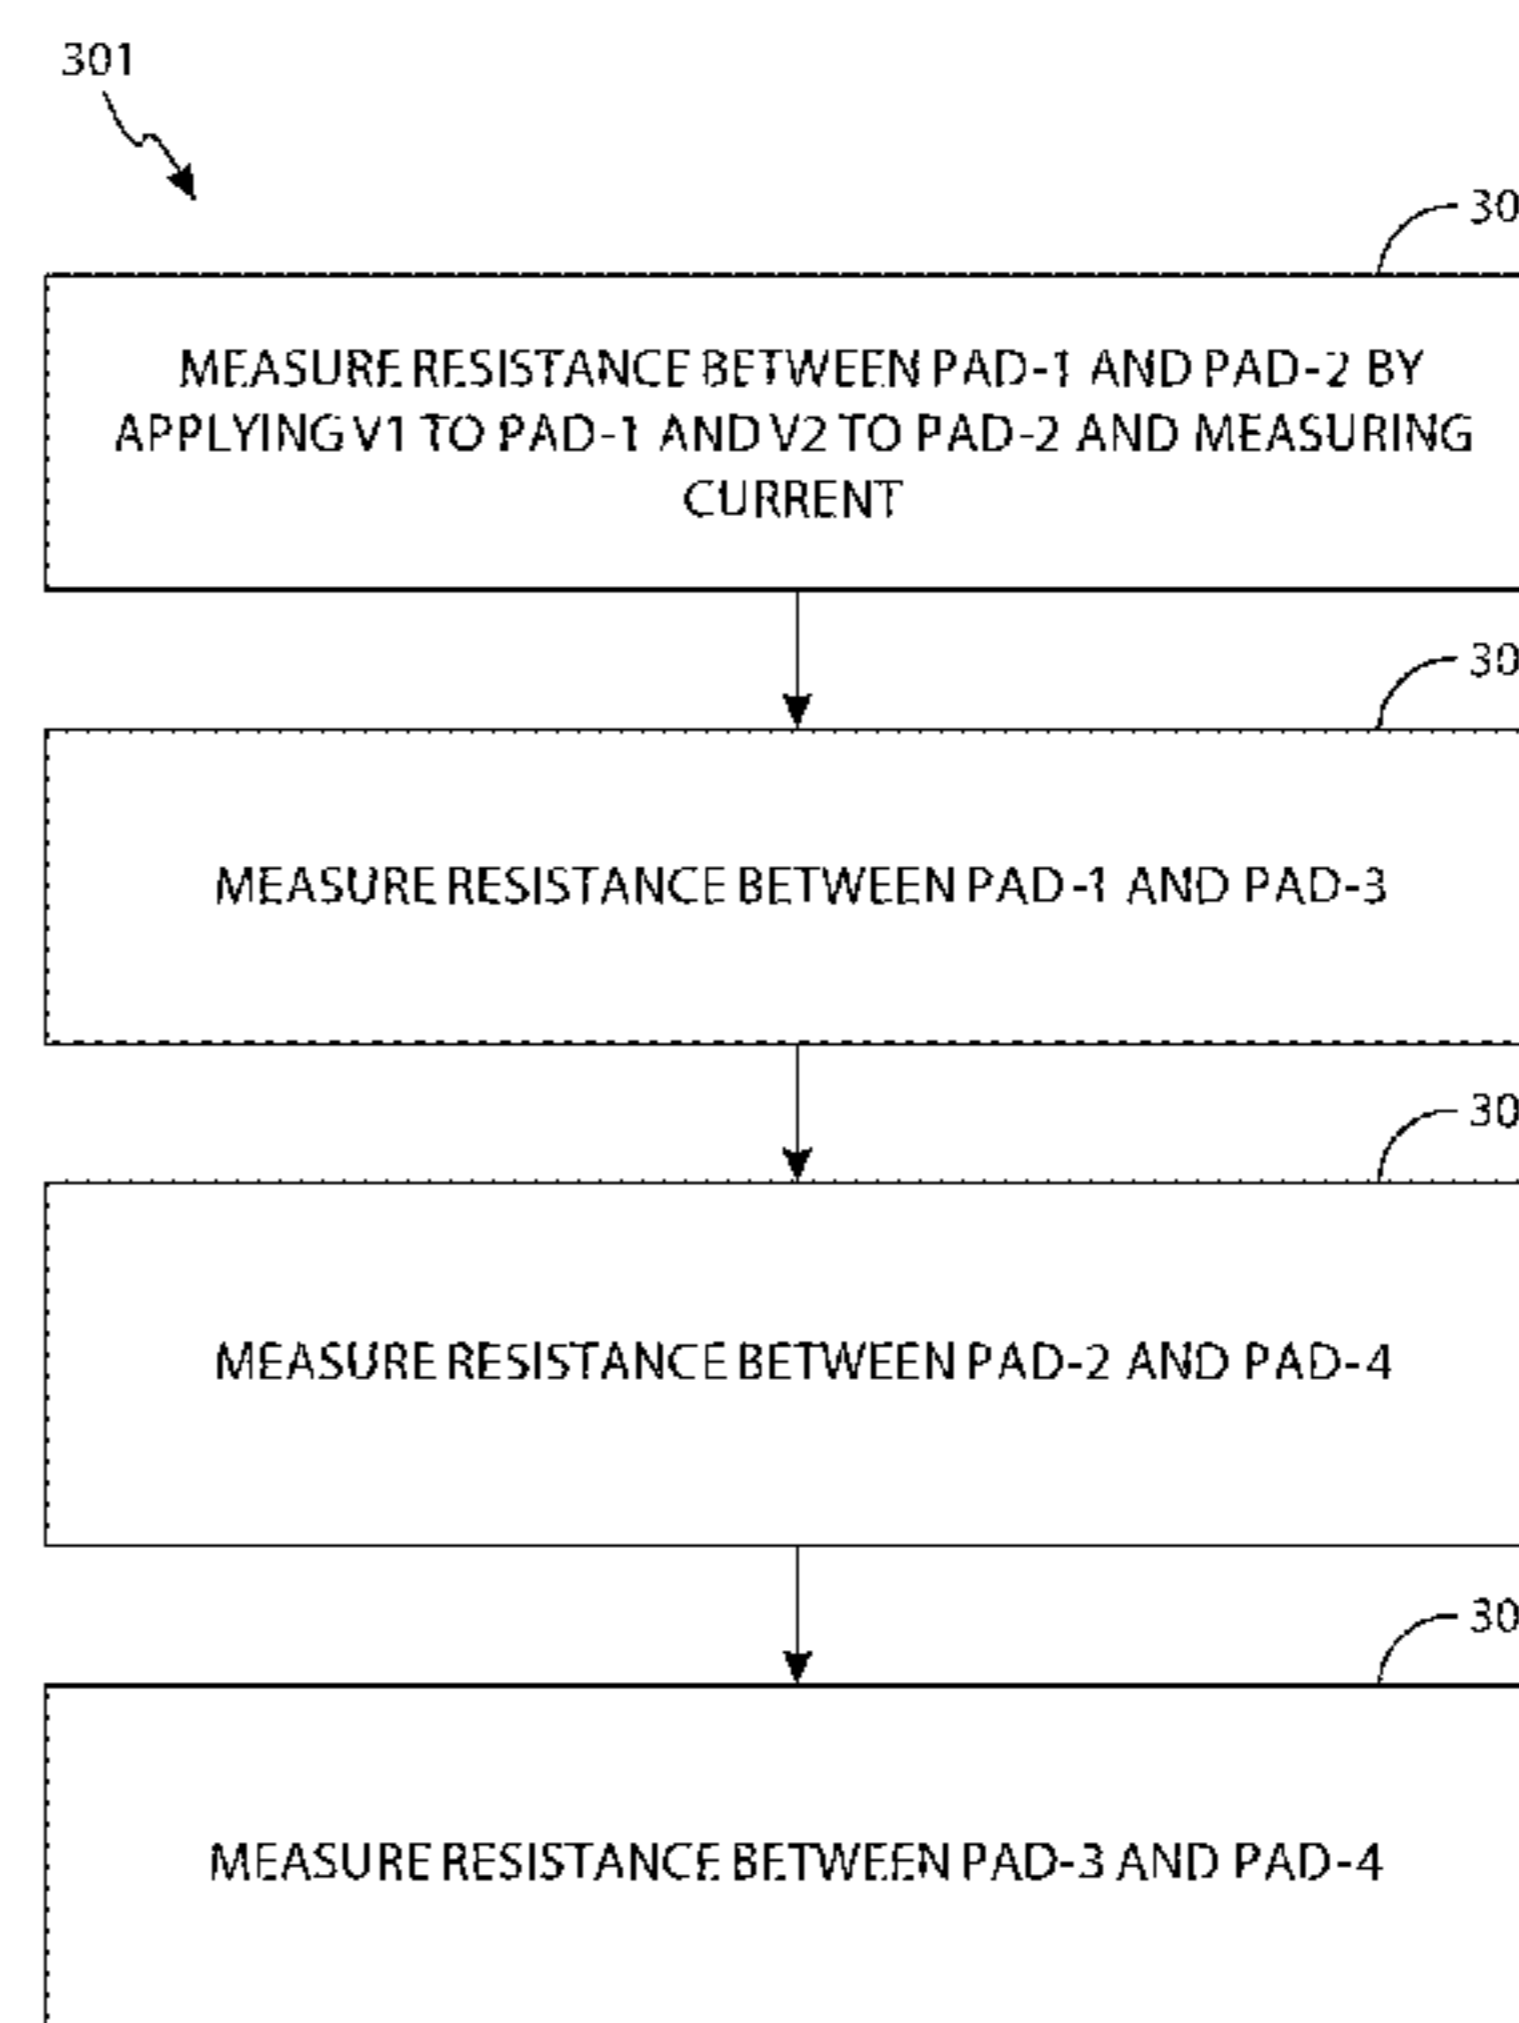 301
30
MEASURE RESISTANCE BETWEEN PAD-1 AND PAD-2 BY
APPLYING V1 TO PAD-1 AND V2 TO PAD-2 AND MEASURING
CURRENT
30
MEASURE RESISTANCE BETWEEN PAD-1 AND PAD-3
30
MEASURE RESISTANCE BETWEEN PAD-2 AND PAD-4
30
MEASURE RESISTANCE BETWEEN PAD-3 AND PAD-4